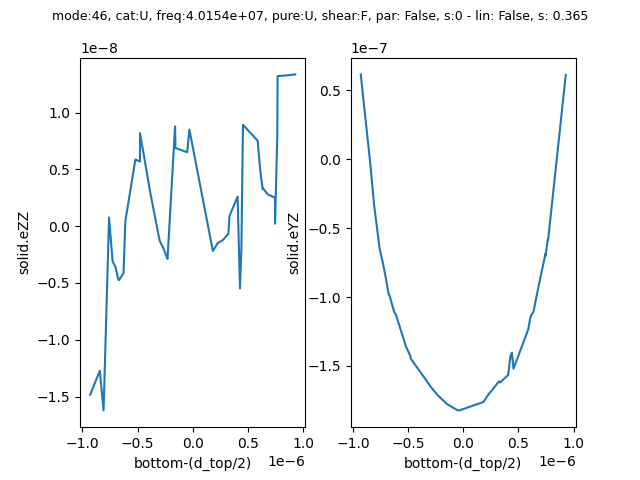 mode:46, cat:U, freq:4.0154e+07, pure:U, shear:F, par: False, s:0 - lin: False, s: 0.365
1e−8
1.0
0.5
0.0
−0.5
−1.0
−1.5
solid.eZZ
−1.0
−0.5
0.0
0.5
1.0
bottom-(d_top/2)
1e−6
1e−7
0.5
0.0
−0.5
−1.0
−1.5
solid.eYZ
−1.0
−0.5
0.0
0.5
1.0
bottom-(d_top/2)
1e−6